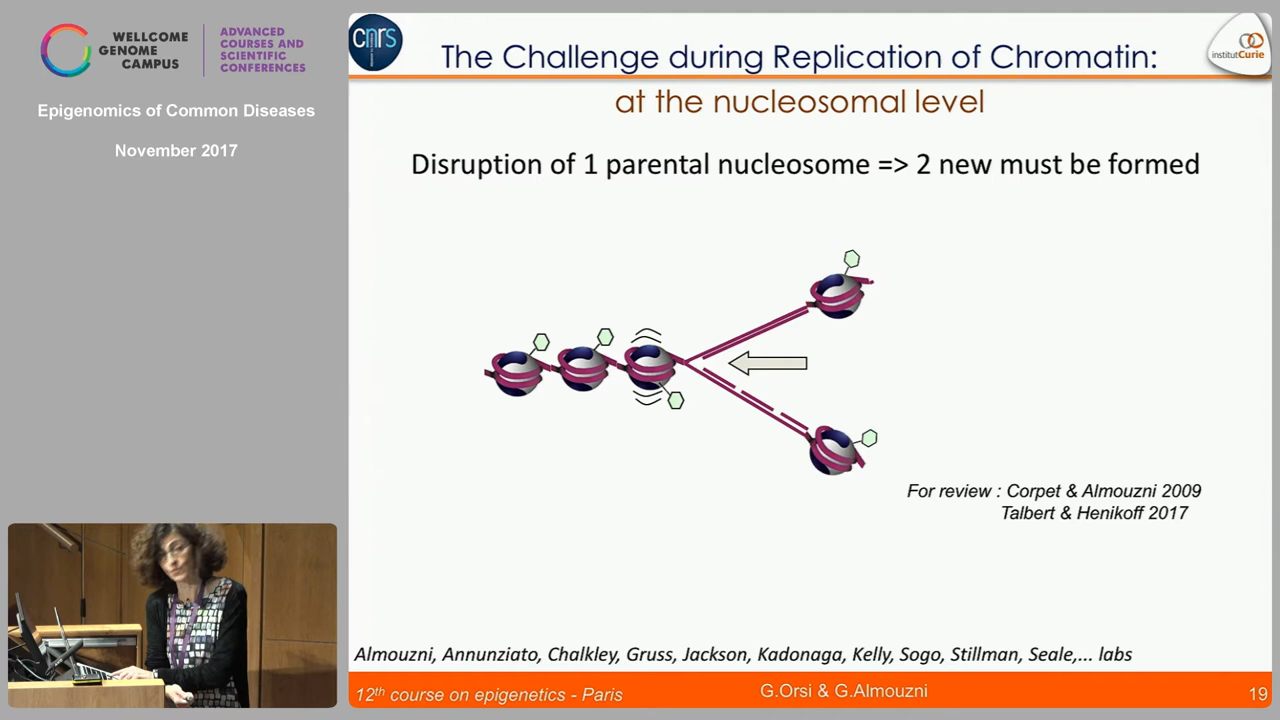 WELLCOME
GENOME
CAMPUS
ADVANCED
COURSES AND
SCIENTIFIC
CONFERENCES
Epigenomics of Common Diseases
November 2017
cnrs
The Challenge during Replication of Chromatin:
institutCurie
at the nucleosomal level
Disruption of 1 parental nucleosome => 2 new must be formed
For review : Corpet & Almouzni 2009
Talbert & Henikoff 2017
Almouzni, Annunziato, Chalkley, Gruss, Jackson, Kadonaga, Kelly, Sogo, Stillman, Seale,... labs
12th course on epigenetics - Paris
G.Orsi & G.Almouzni
19